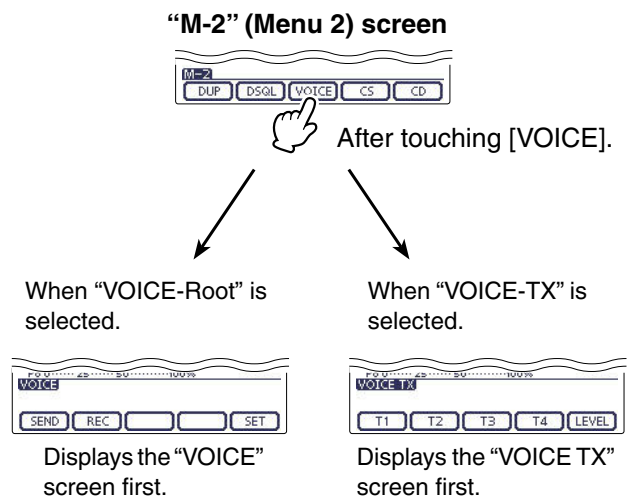 “M-2” (Menu 2) screen
M-2
DUP DSQL VOICE CS CD
After touching [VOICE].
When “VOICE-Root” is
selected.
VOICE
SEND REC SET
Displays the “VOICE”
screen first.
When “VOICE-TX” is
selected.
VOICE TX
T1 T2 T3 T4 LEVEL
Displays the “VOICE TX”
screen first.